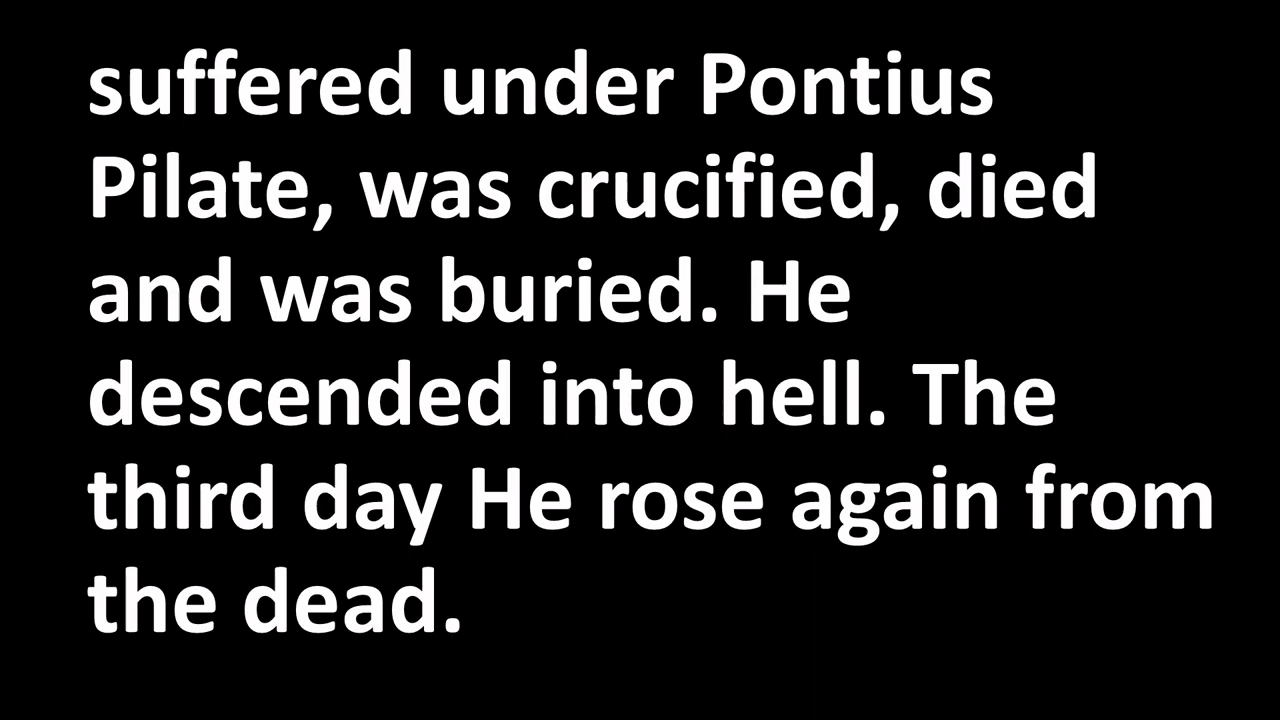 suffered under Pontius
Pilate, was crucified, died
and was buried. He
descended into hell. The
third day He rose again from
the dead.